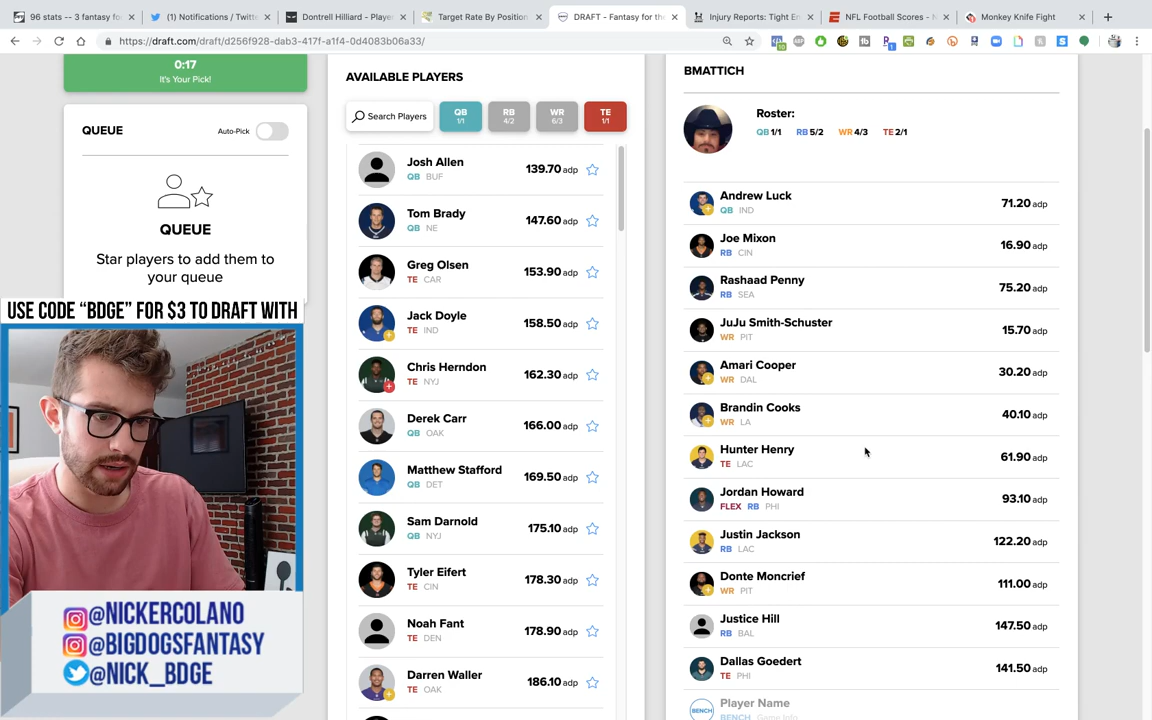 96 stats -- 3 fantasy fo
(1) Notifications / Twitte
Dontrell Hilliard - Playe
Target Rate By Position
DRAFT - Fantasy for the
Injury Reports: Tight En
NFL Football Scores - N
Monkey Knife Fight
https://draft.com/draft/d256f928-dab3-417f-a1f4-0d4083b06a33/
0:17
It's Your Pick!
QUEUE
Auto-Pick
QUEUE
Star players to add them to
your queue
USE CODE "BDGE" FOR $3 TO DRAFT WITH
@NICKERCOLANO
@BIGDOGSFANTASY
@NICK_BDGE
AVAILABLE PLAYERS
Search Players
QB
1/1
RB
4/2
WR
6/3
TE
1/1
Josh Allen
QB BUF
139.70 adp
Tom Brady
QB NE
147.60 adp
Greg Olsen
TE CAR
153.90 adp
Jack Doyle
TE IND
158.50 adp
Chris Herndon
TE NYJ
162.30 adp
Derek Carr
QB OAK
166.00 adp
Matthew Stafford
QB DET
169.50 adp
Sam Darnold
QB NYJ
175.10 adp
Tyler Eifert
TE CIN
178.30 adp
Noah Fant
TE DEN
178.90 adp
Darren Waller
TE OAK
186.10 adp
BMATTICH
Roster:
QB 1/1 RB 5/2 WR 4/3 TE 2/1
Andrew Luck
QB IND
71.20 adp
Joe Mixon
RB CIN
16.90 adp
Rashaad Penny
RB SEA
75.20 adp
JuJu Smith-Schuster
WR PIT
15.70 adp
Amari Cooper
WR DAL
30.20 adp
Brandin Cooks
WR LA
40.10 adp
Hunter Henry
TE LAC
61.90 adp
Jordan Howard
FLEX RB PHI
93.10 adp
Justin Jackson
RB LAC
122.20 adp
Donte Moncrief
WR PIT
111.00 adp
Justice Hill
RB BAL
147.50 adp
Dallas Goedert
TE PHI
141.50 adp
BENCH
Player Name
BENCH Game Info